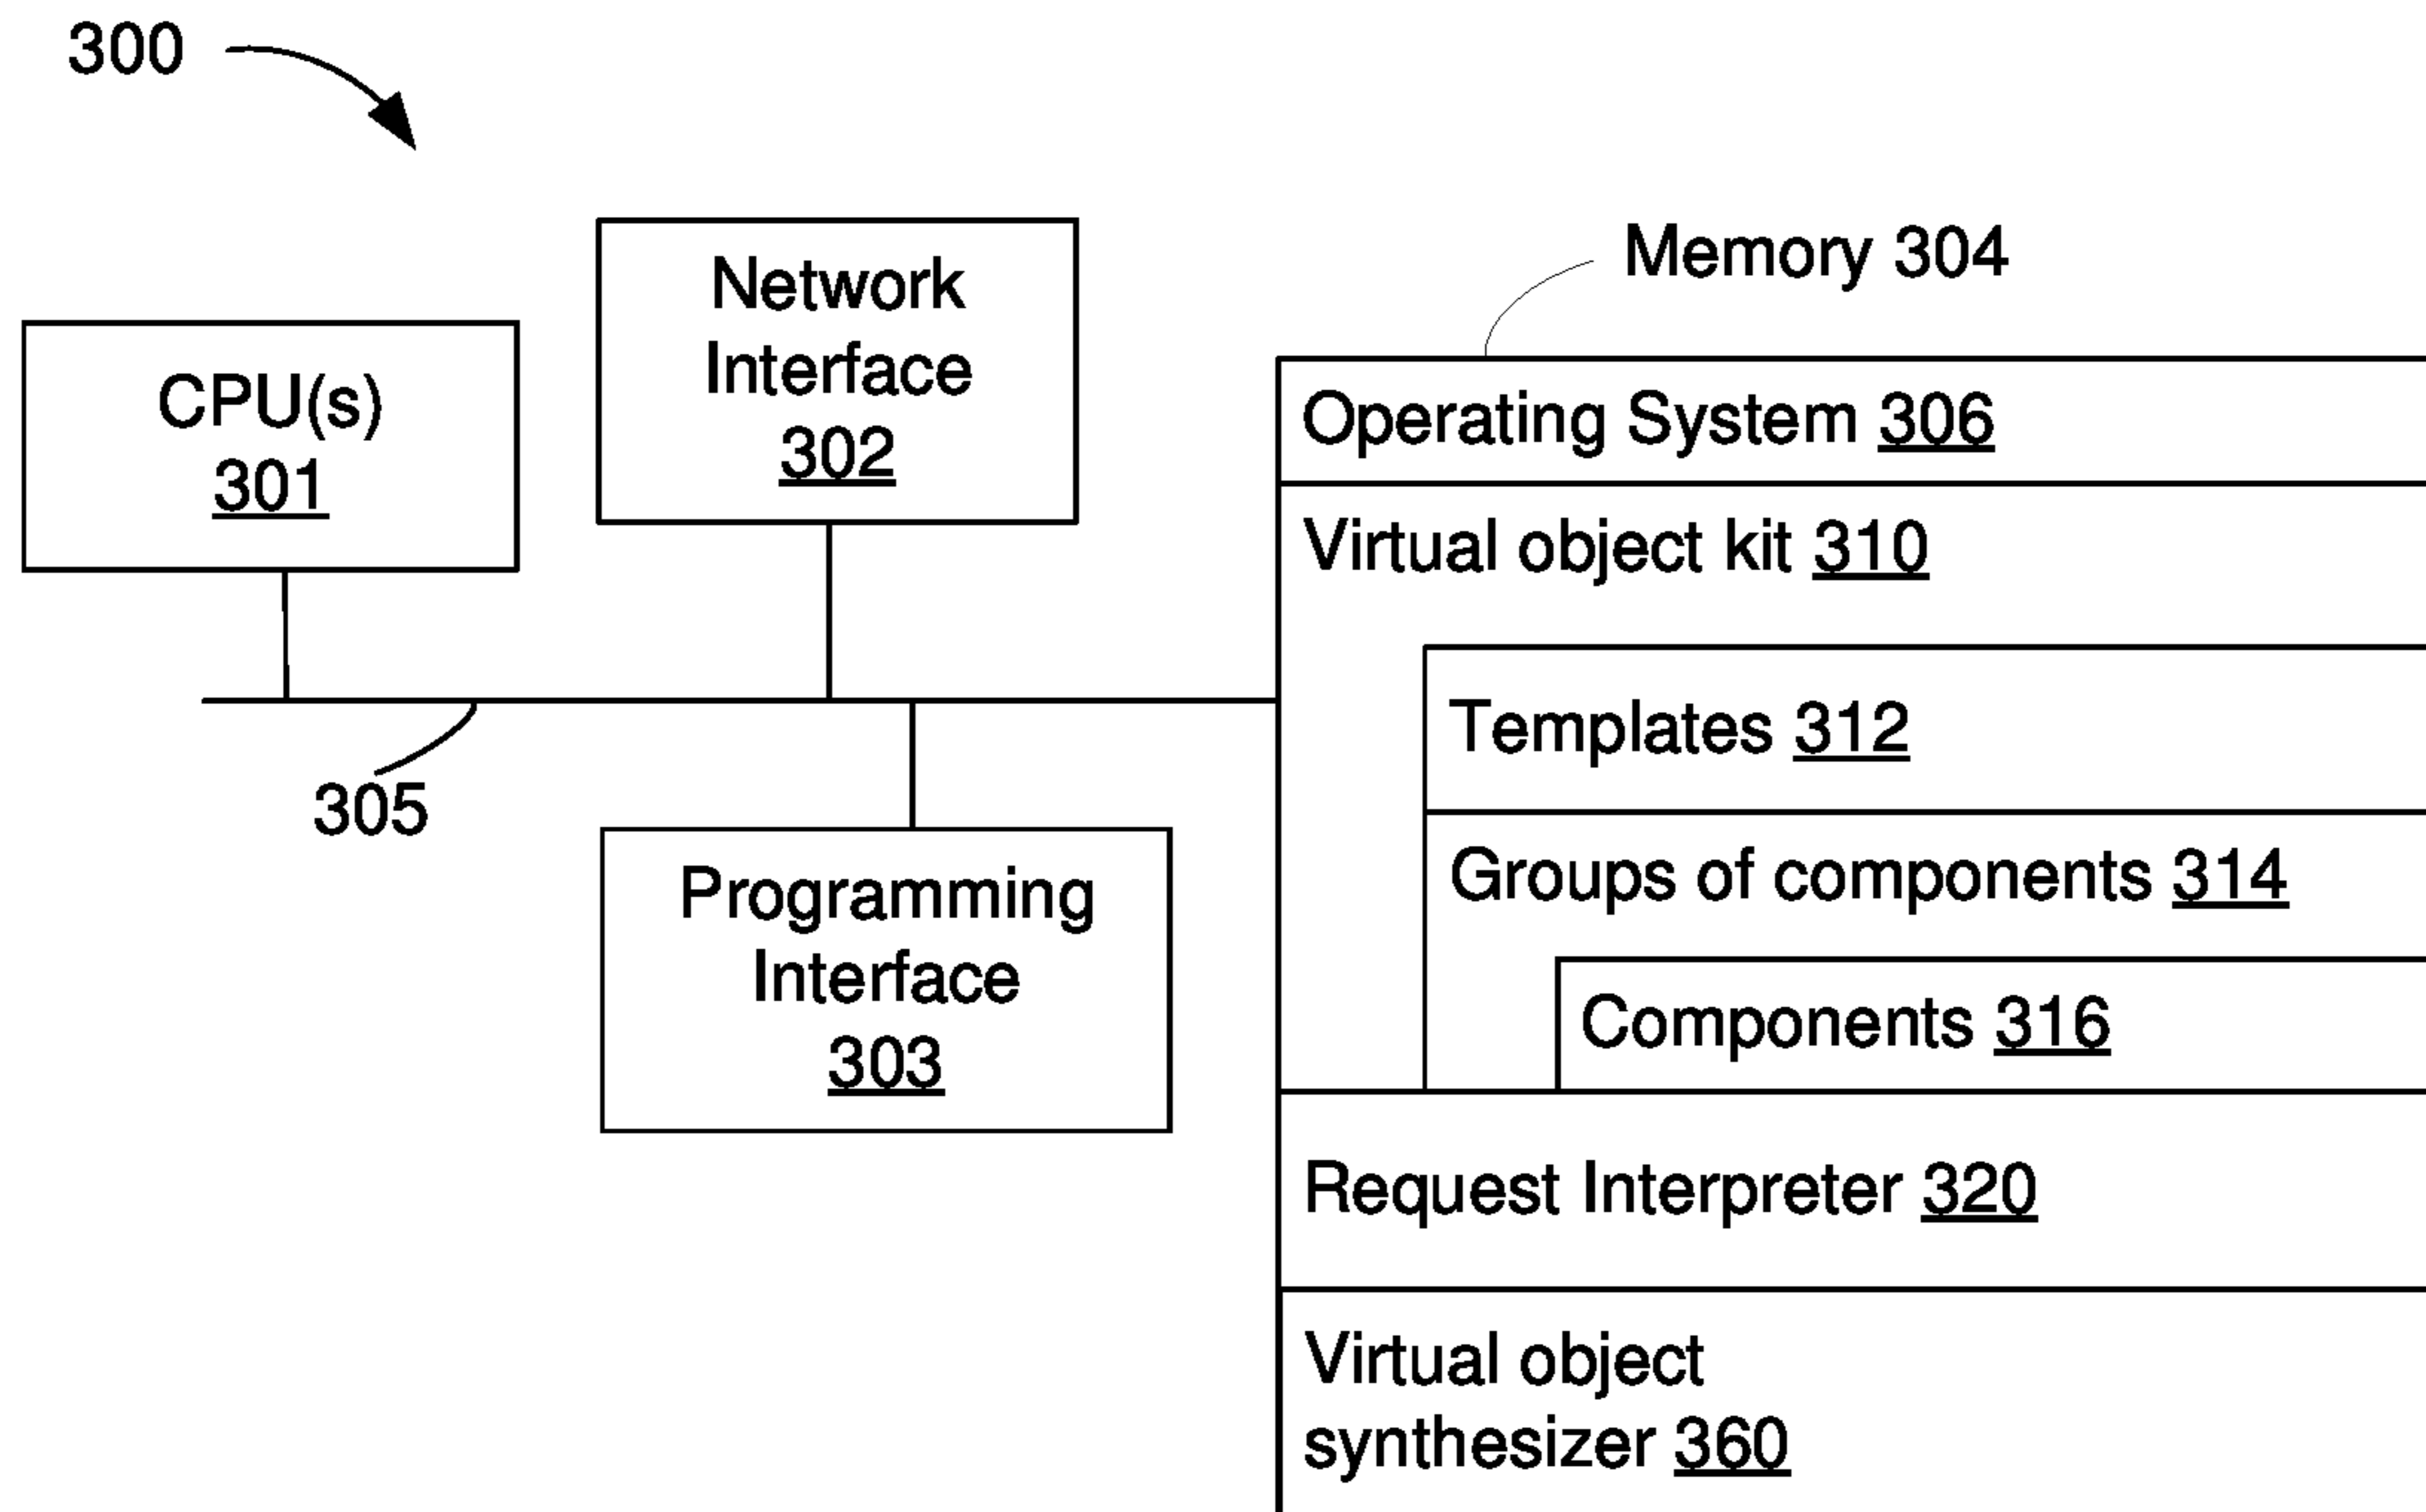 300
Network
Interface
302
Memory 304
CPU(s)
301
Operating System 306
Virtual object kit 310
Templates 312
305
Groups of components 314
Programming
Interface
303
Components 316
Request Interpreter 320
Virtual object
synthesizer 360